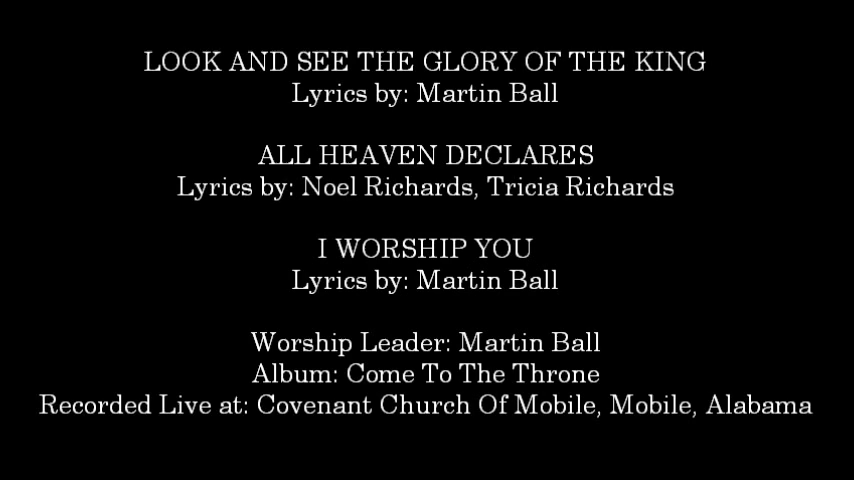 LOOK AND SEE THE GLORY OF THE KING
Lyrics by: Martin Ball
ALL HEAVEN DECLARES
Lyrics by: Noel Richards, Tricia Richards
I WORSHIP YOU
Lyrics by: Martin Ball
Worship Leader: Martin Ball
Album: Come To The Throne
Recorded Live at: Covenant Church Of Mobile, Mobile, Alabama